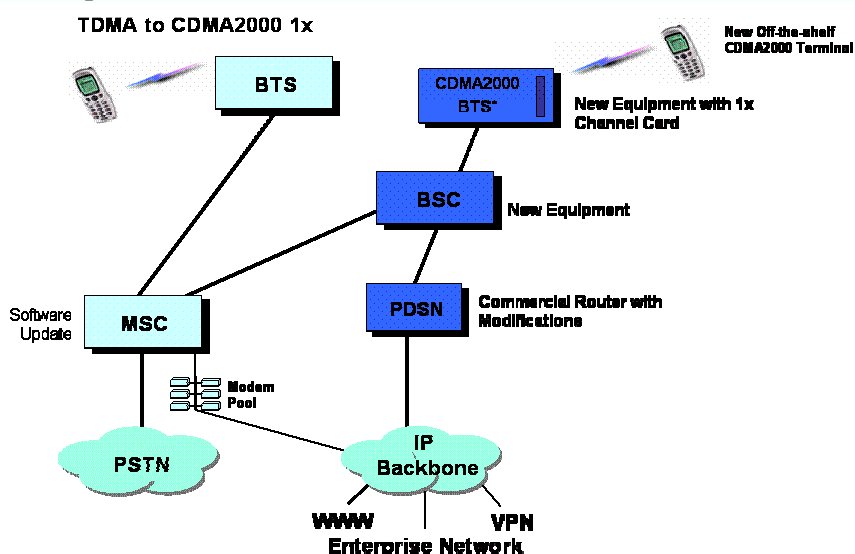 TDMA to CDMA2000 1x
New Off-the-shelf
CDMA2000 Terminal
BTS
CDMA2000
BTS*
New Equipment with 1x
Channel Card
BSC
New Equipment
Software
Update
MSC
PDSN
Commercial Router with
Modifications
Modem
Pool
PSTN
IP
Backbone
WWW
VPN
Enterprise Network